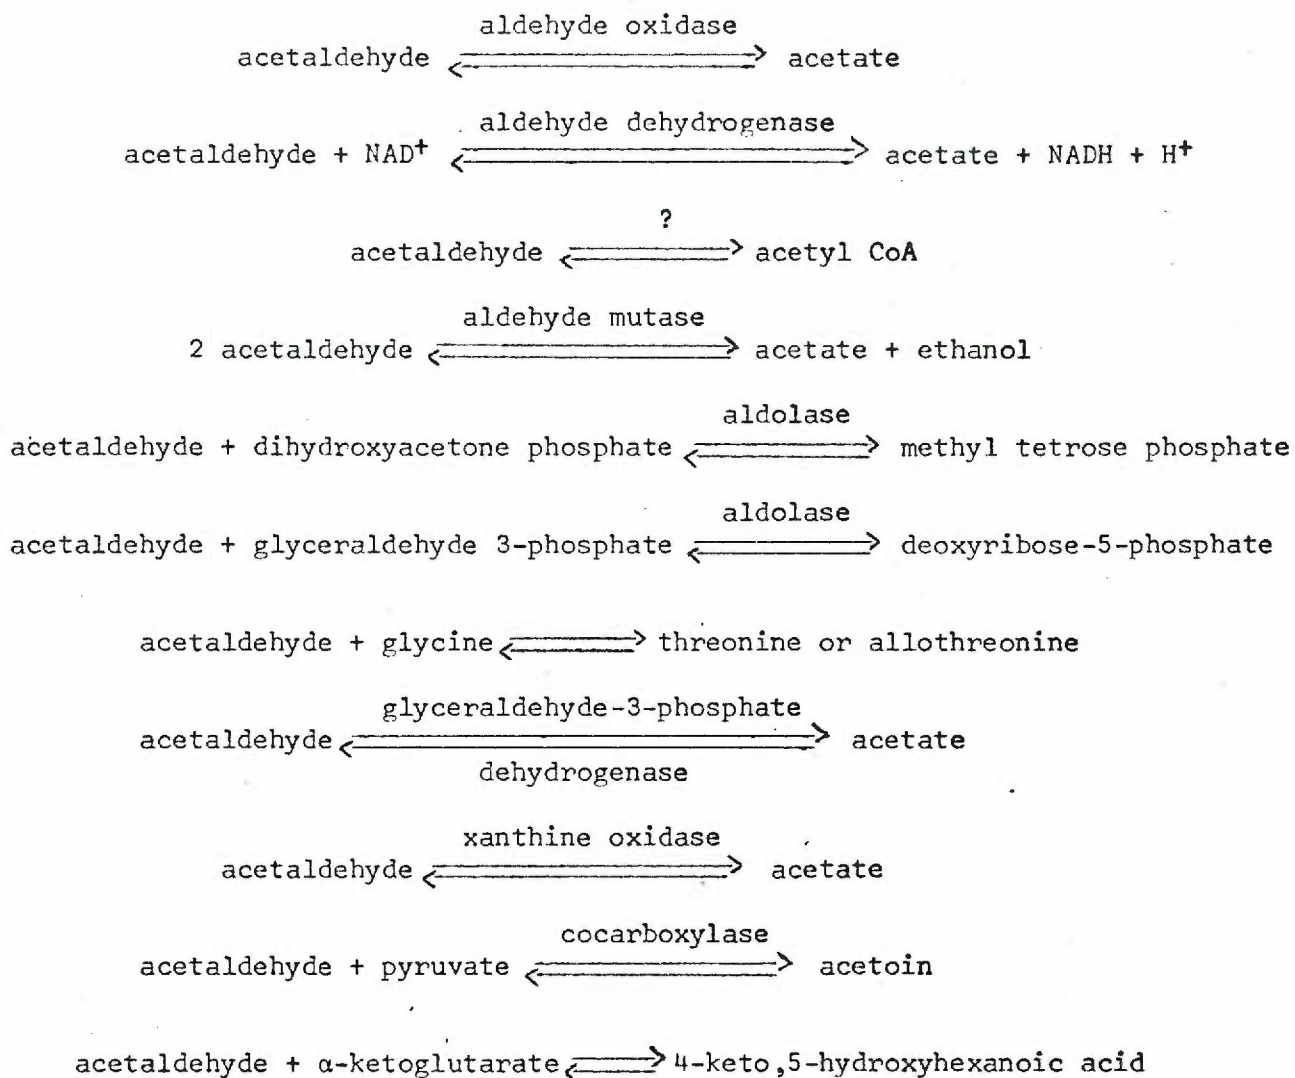 aldehyde oxidase
acetaldehyde ⇌ acetate
aldehyde dehydrogenase
acetaldehyde + NAD⁺ ⇌ acetate + NADH + H⁺
?
acetaldehyde ⇌ acetyl CoA
aldehyde mutase
2 acetaldehyde ⇌ acetate + ethanol
aldolase
acetaldehyde + dihydroxyacetone phosphate ⇌ methyl tetrose phosphate
aldolase
acetaldehyde + glyceraldehyde 3-phosphate ⇌ deoxyribose-5-phosphate
acetaldehyde + glycine ⇌ threonine or allothreonine
glyceraldehyde-3-phosphate
acetaldehyde ⇌ acetate
dehydrogenase
xanthine oxidase
acetaldehyde ⇌ acetate
cocarboxylase
acetaldehyde + pyruvate ⇌ acetoin
acetaldehyde + α-ketoglutarate ⇌ 4-keto,5-hydroxyhexanoic acid